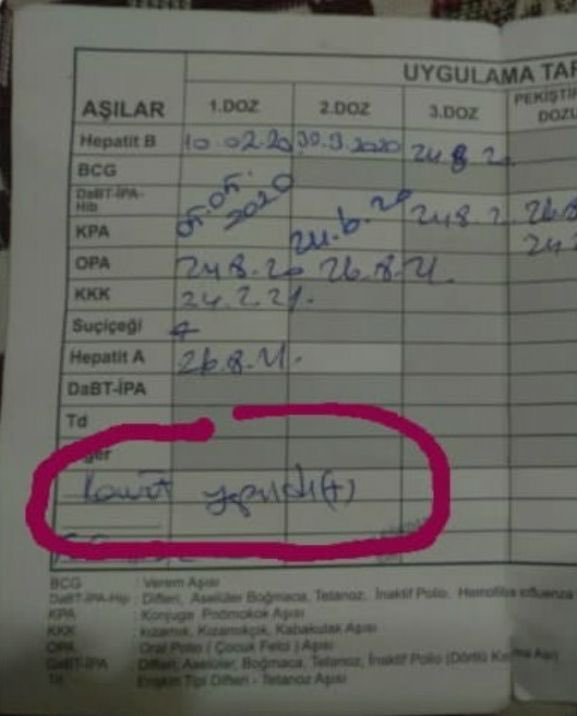 UYGULAMA TAR
AŞILAR 1.DOZ 2.DOZ 3.DOZ PEKİŞTİR DOZU
Hepatit B 10.02.20 30.3.2020 24.8.20
BCG
DaBT-İPA-Hib 05.05.2020 24.6.20 24.8.2. 26.8
KPA 24.2
OPA 24.8.20 26.8.21.
KKK 24.2.21.
Suçiçeği
Hepatit A 26.8.21.
DaBT-İPA
Td
Diğer
yapıldı(+)
BCG : Verem Aşısı
DaBT-İPA-Hip : Difteri, Aselüler Boğmaca, Tetanoz, İnaktif Polio, Hemofilus influenza
KPA : Konjuge Pnömokok Aşısı
KKK : Kızamık, Kızamıkçık, Kabakulak Aşısı
OPA : Oral Polio ( Çocuk Felci ) Aşısı
DaBT-İPA : Difteri, Aselüler, Boğmaca, Tetanoz, İnaktif Polio (Dörtlü Karma Aşı)
Td : Erişkin Tipi Difteri - Tetanoz Aşısı